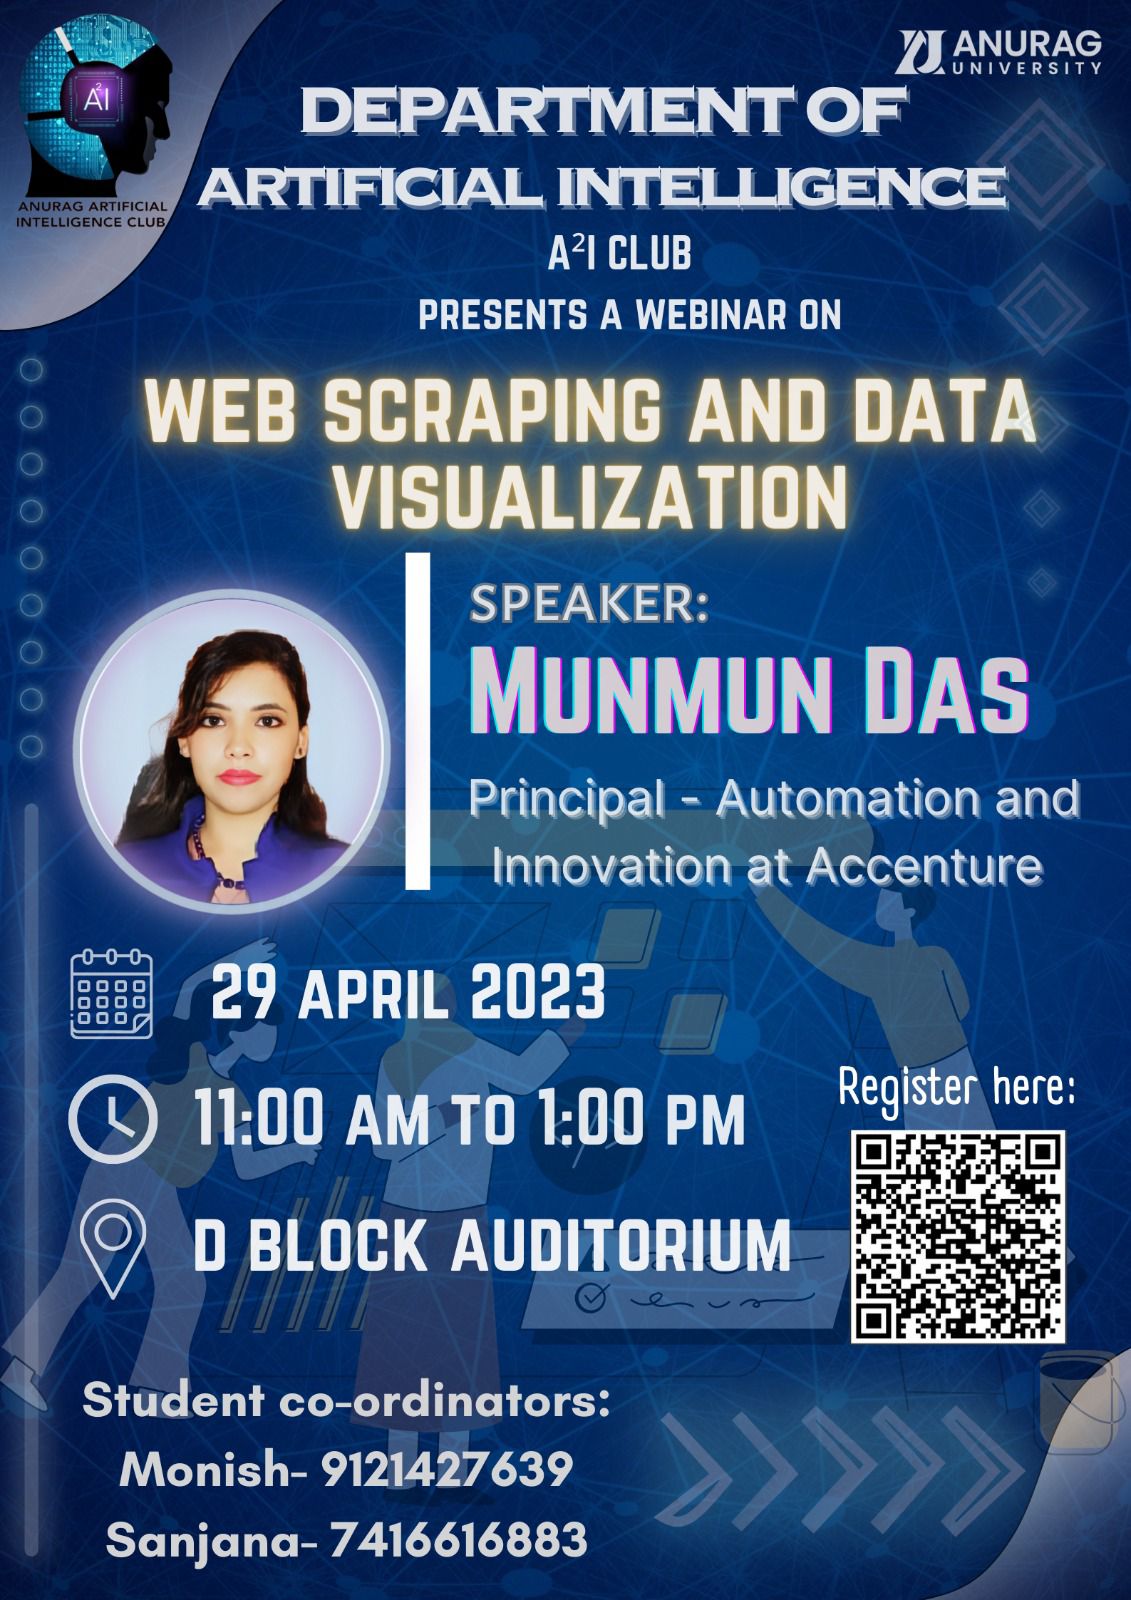 A²I
ANURAG ARTIFICIAL
INTELLIGENCE CLUB
ANURAG
UNIVERSITY
DEPARTMENT OF
ARTIFICIAL INTELLIGENCE
A²I CLUB
PRESENTS A WEBINAR ON
WEB SCRAPING AND DATA
VISUALIZATION
SPEAKER:
MUNMUN DAS
Principal - Automation and
Innovation at Accenture
29 APRIL 2023
11:00 AM TO 1:00 PM
D BLOCK AUDITORIUM
Register here:
Student co-ordinators:
Monish- 9121427639
Sanjana- 7416616883